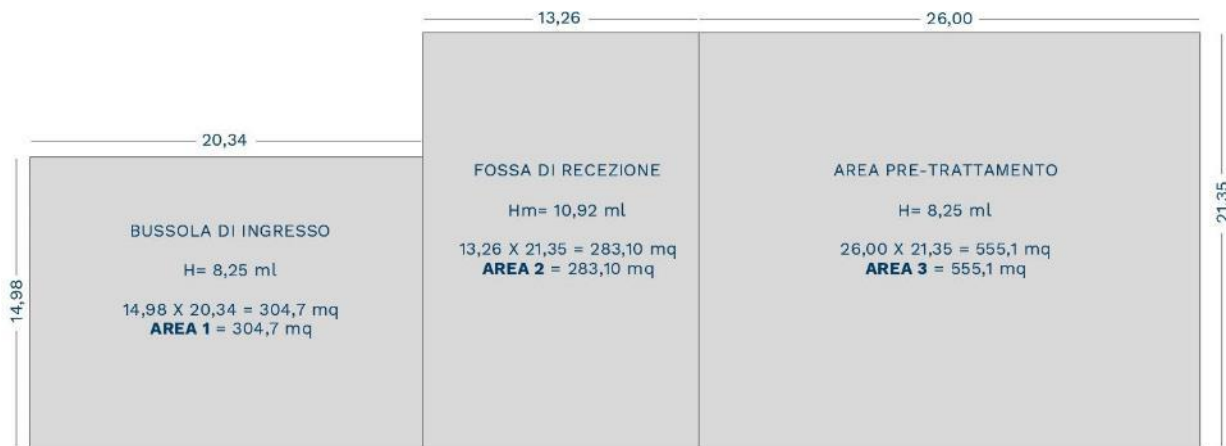 13,26
26,00
20,34
14,98
BUSSOLA DI INGRESSO
H= 8,25 ml
14,98 X 20,34 = 304,7 mq
AREA 1 = 304,7 mq
FOSSA DI RECEZIONE
Hm= 10,92 ml
13,26 X 21,35 = 283,10 mq
AREA 2 = 283,10 mq
AREA PRE-TRATTAMENTO
H= 8,25 ml
26,00 X 21,35 = 555,1 mq
AREA 3 = 555,1 mq
21,35